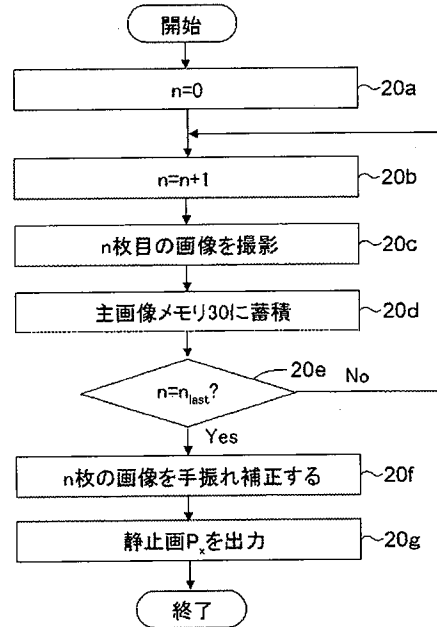 開始
n=0
20a
n=n+1
20b
n枚目の画像を撮影
20c
主画像メモリ30に蓄積
20d
n=nlast?
20e
No
Yes
n枚の画像を手振れ補正する
20f
静止画Pxを出力
20g
終了